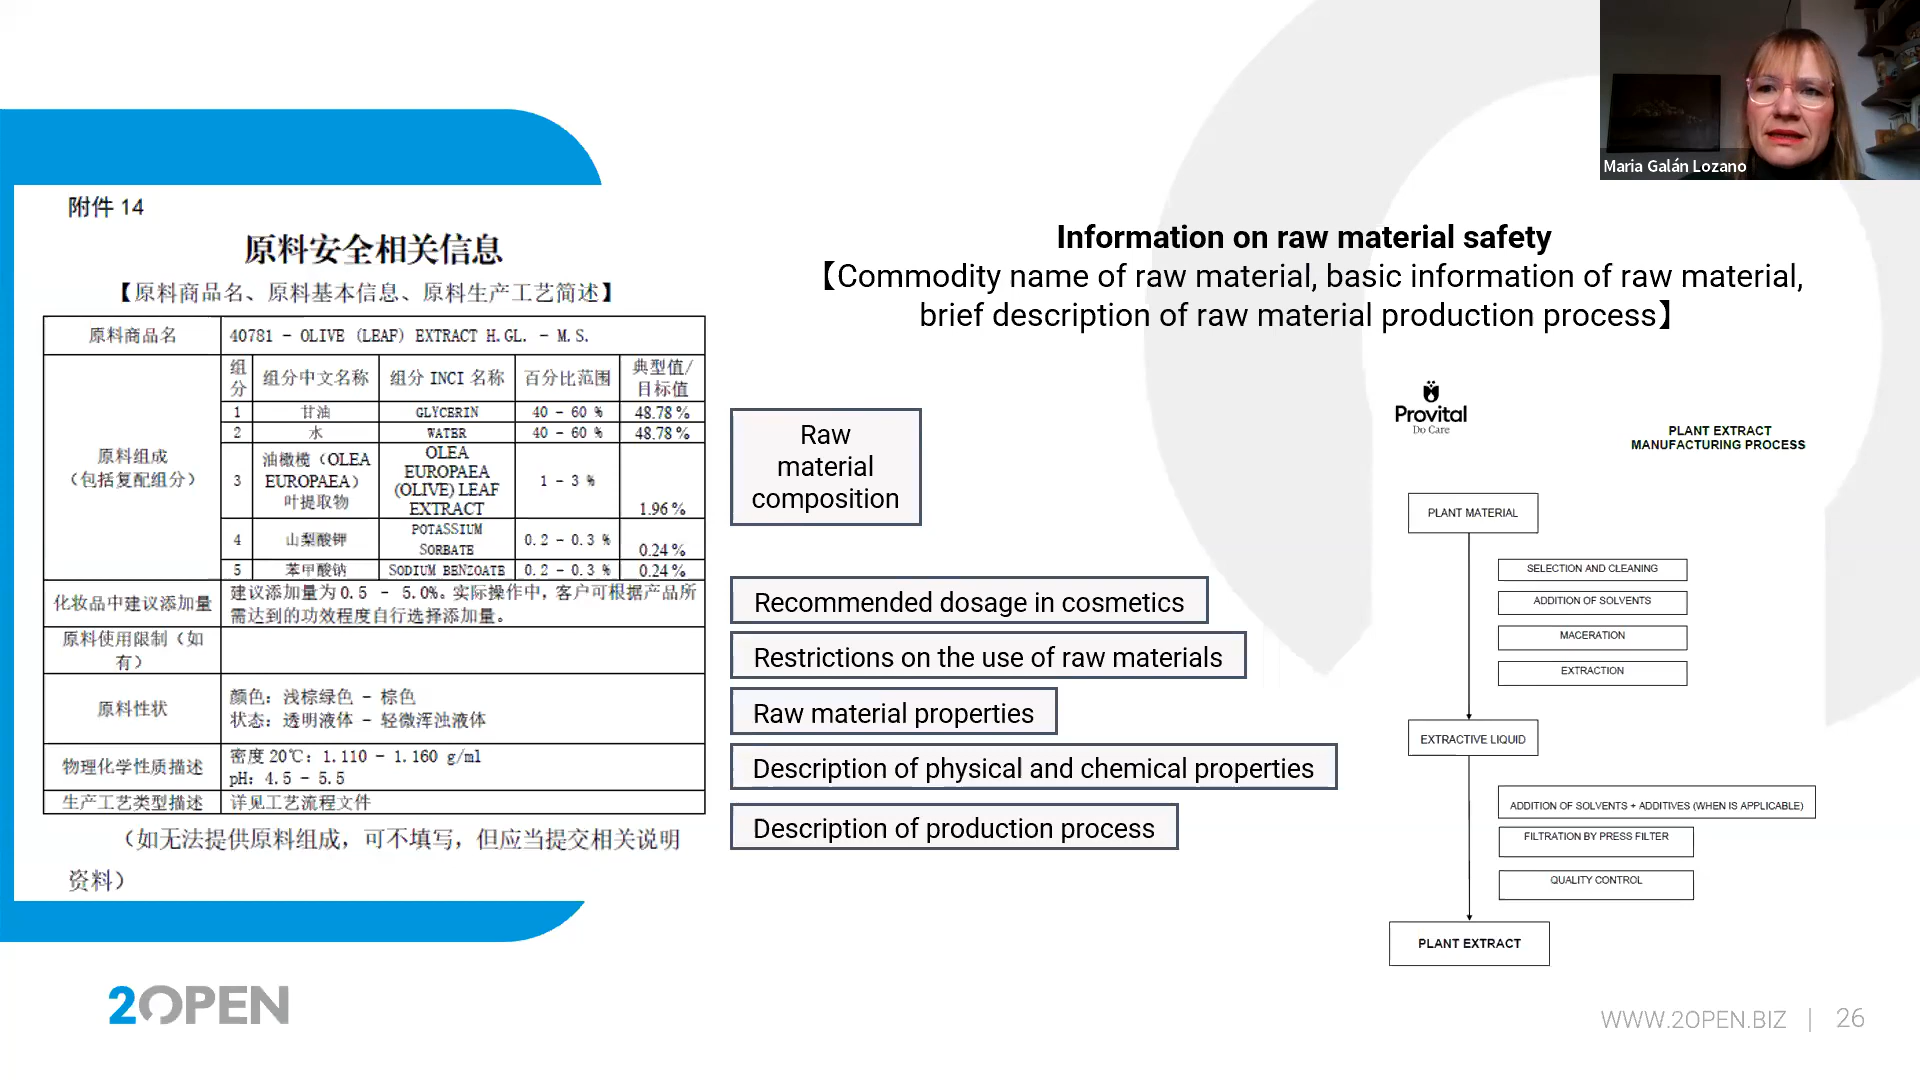 Maria Galán Lozano
附件 14
原料安全相关信息
【原料商品名、原料基本信息、原料生产工艺简述】
原料商品名
40781 - OLIVE (LEAF) EXTRACT H.GL. - M.S.
原料组成
(包括复配组分)
组
分
组分中文名称
组分 INCI 名称
百分比范围
典型值/
目标值
1
甘油
GLYCERIN
40 - 60 %
48.78 %
2
水
WATER
40 - 60 %
48.78 %
3
油橄榄（OLEA
EUROPAEA）
叶提取物
OLEA
EUROPAEA
(OLIVE) LEAF
EXTRACT
1 - 3 %
1.96 %
4
山梨酸钾
POTASSIUM
SORBATE
0.2 - 0.3 %
0.24 %
5
苯甲酸钠
SODIUM BENZOATE
0.2 - 0.3 %
0.24 %
化妆品中建议添加量
建议添加量为 0.5 - 5.0%。实际操作中，客户可根据产品所
需达到的功效程度自行选择添加量。
原料使用限制（如
有）
原料性状
颜色：浅棕绿色 - 棕色
状态：透明液体 - 轻微浑浊液体
物理化学性质描述
密度 20℃：1.110 - 1.160 g/ml
pH：4.5 - 5.5
生产工艺类型描述
详见工艺流程文件
（如无法提供原料组成，可不填写，但应当提交相关说明
资料）
Information on raw material safety
【Commodity name of raw material, basic information of raw material,
brief description of raw material production process】
Raw
material
composition
Recommended dosage in cosmetics
Restrictions on the use of raw materials
Raw material properties
Description of physical and chemical properties
Description of production process
Provital
Do Care
PLANT EXTRACT
MANUFACTURING PROCESS
PLANT MATERIAL
SELECTION AND CLEANING
ADDITION OF SOLVENTS
MACERATION
EXTRACTION
EXTRACTIVE LIQUID
ADDITION OF SOLVENTS + ADDITIVES (WHEN IS APPLICABLE)
FILTRATION BY PRESS FILTER
QUALITY CONTROL
PLANT EXTRACT
2OPEN
WWW.2OPEN.BIZ | 26